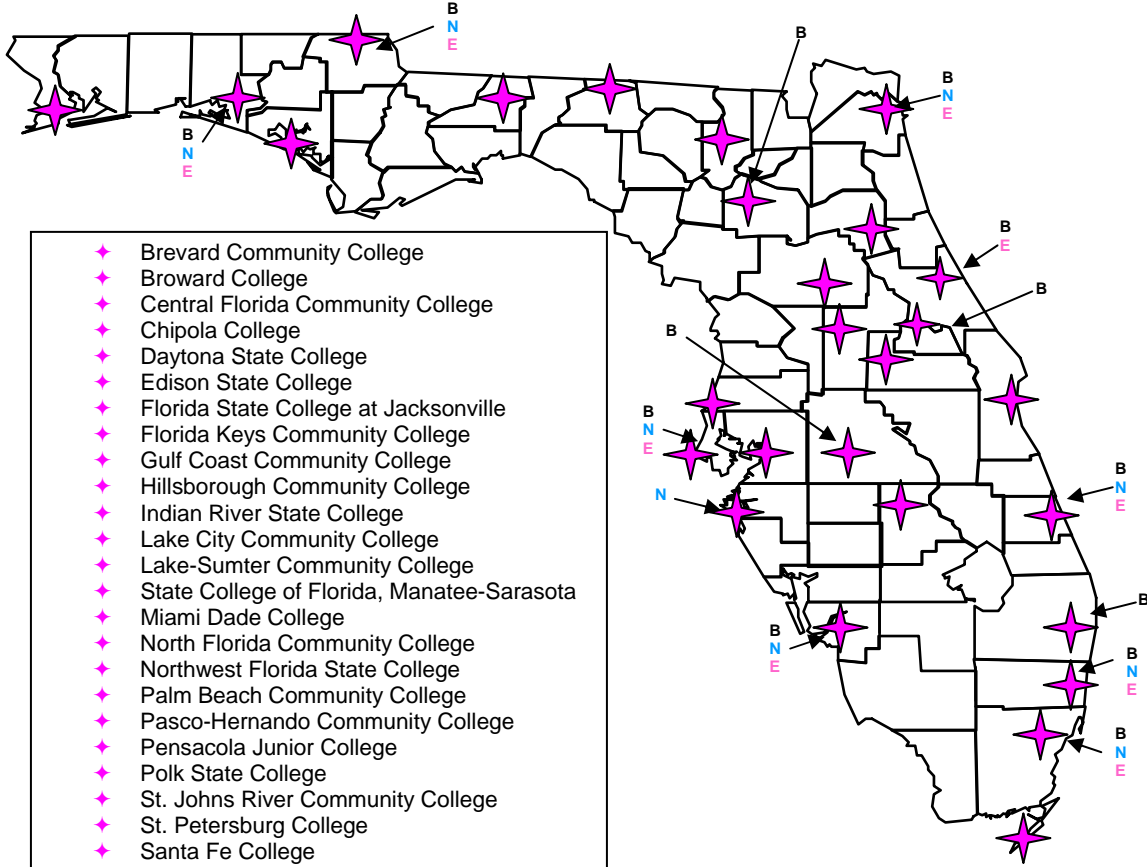 B
N
E
B
B
N
E
B
N
E
B
E
B
B
B
N
E
N
B
N
E
B
B
N
E
B
N
E
B
N
E
Brevard Community College
Broward College
Central Florida Community College
Chipola College
Daytona State College
Edison State College
Florida State College at Jacksonville
Florida Keys Community College
Gulf Coast Community College
Hillsborough Community College
Indian River State College
Lake City Community College
Lake-Sumter Community College
State College of Florida, Manatee-Sarasota
Miami Dade College
North Florida Community College
Northwest Florida State College
Palm Beach Community College
Pasco-Hernando Community College
Pensacola Junior College
Polk State College
St. Johns River Community College
St. Petersburg College
Santa Fe College